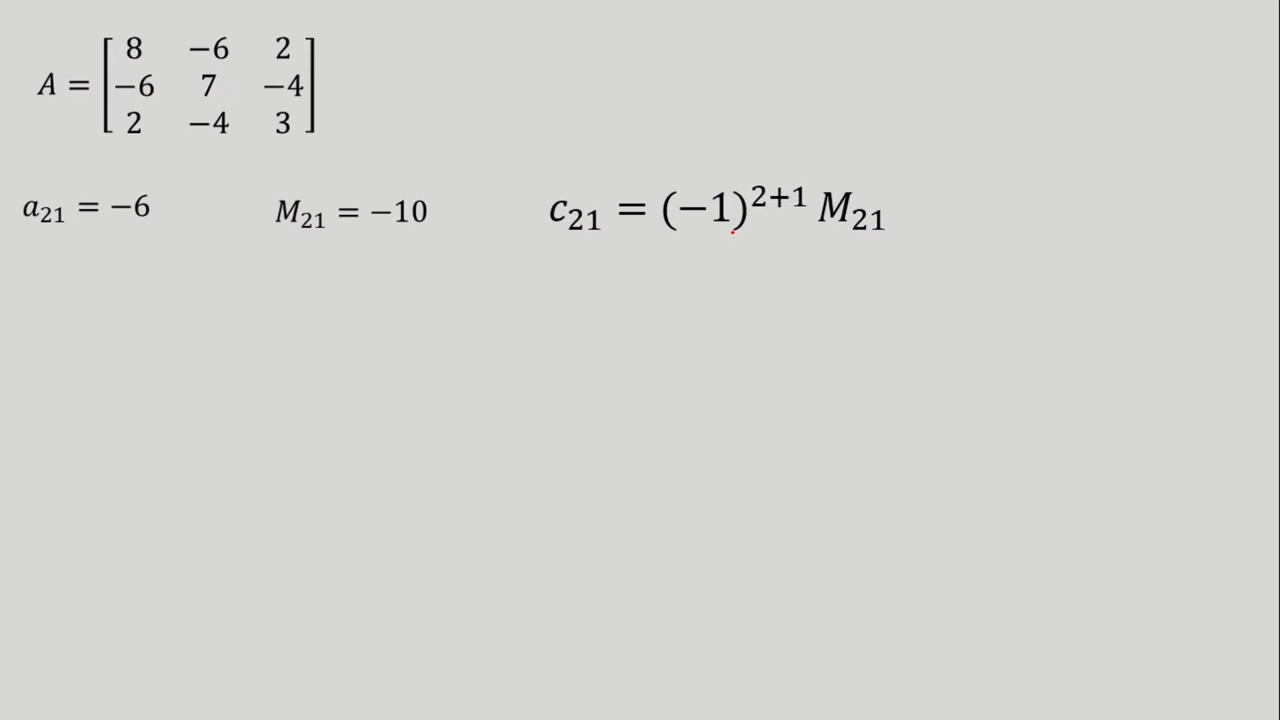 A = [ 8 −6 2
−6 7 −4
2 −4 3 ]
a₂₁ = −6 M₂₁ = −10 c₂₁ = (−1)²⁺¹ M₂₁